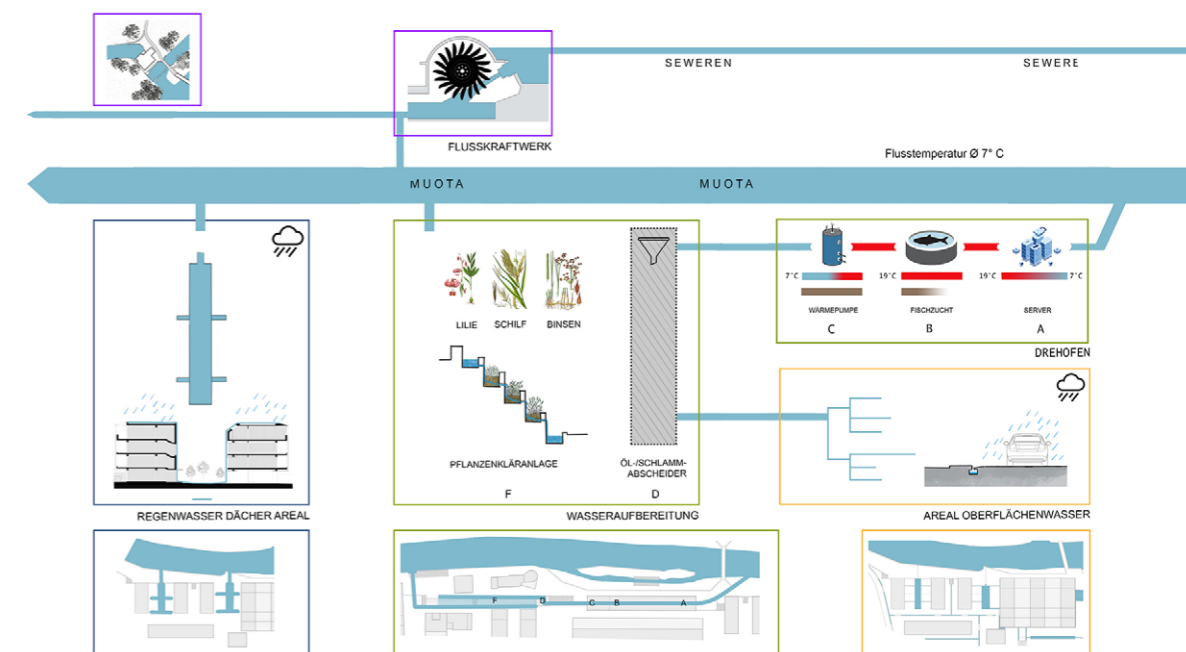 SEWEREN
SEWERE
FLUSSKRAFTWERK
Flusstemperatur Ø 7° C
MUOTA
MUOTA
7°C
19°C
19°C
7°C
WÄRMEPUMPE
FISCHZUCHT
SERVER
C
B
A
DREHOFEN
LILIE
SCHILF
BINSEN
PFLANZENKLÄRANLAGE
ÖL-/SCHLAMM-
ABSCHEIDER
F
D
REGENWASSER DÄCHER AREAL
WASSERAUFBEREITUNG
AREAL OBERFLÄCHENWASSER
F
D
C
B
A